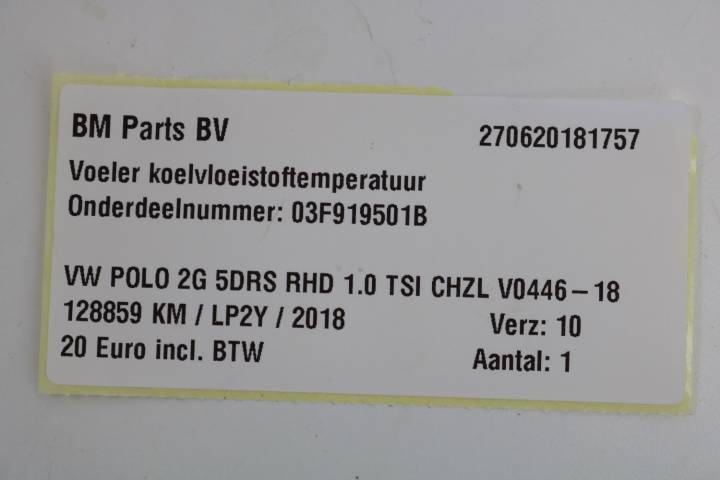 BM Parts BV 270620181757
Voeler koelvloeistoftemperatuur
Onderdeelnummer: 03F919501B
VW POLO 2G 5DRS RHD 1.0 TSI CHZL V0446-18
128859 KM / LP2Y / 2018 Verz: 10
20 Euro incl. BTW Aantal: 1